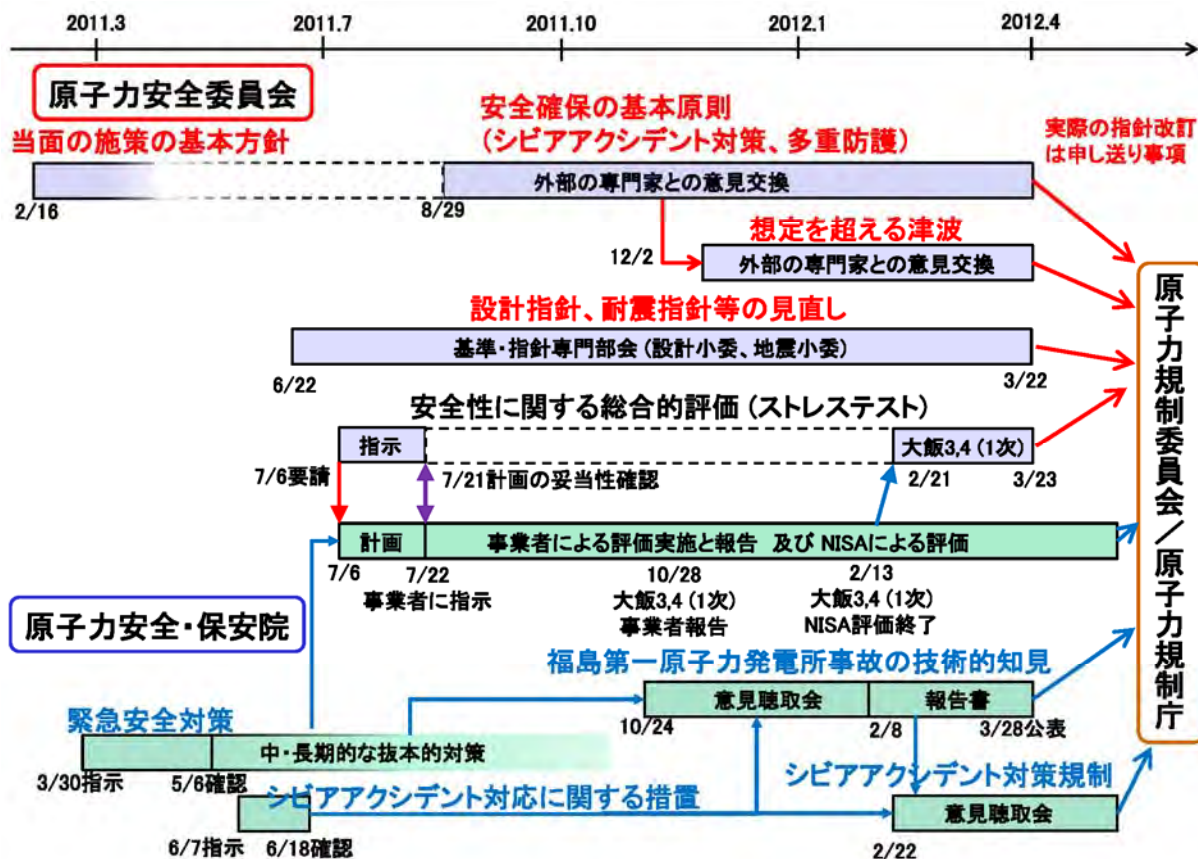 2011.3 2011.7 2011.10 2012.1 2012.4
原子力安全委員会
当面の施策の基本方針
安全確保の基本原則
(シビアアクシデント対策、多重防護)
実際の指針改訂
は申し送り事項
外部の専門家との意見交換
2/16 8/29
想定を超える津波
12/2
外部の専門家との意見交換
設計指針、耐震指針等の見直し
基準・指針専門部会(設計小委、地震小委)
6/22 3/22
安全性に関する総合的評価(ストレステスト)
指示 大飯3,4(1次)
7/6要請 7/21計画の妥当性確認 2/21 3/23
計画 事業者による評価実施と報告 及び NISAによる評価
7/6 7/22 10/28 2/13
事業者に指示 大飯3,4(1次) 大飯3,4(1次)
事業者報告 NISA評価終了
原子力安全・保安院
福島第一原子力発電所事故の技術的知見
意見聴取会 報告書
10/24 2/8 3/28公表
緊急安全対策
中・長期的な抜本的対策
3/30指示 5/6確認
シビアアクシデント対策規制
シビアアクシデント対応に関する措置
意見聴取会
6/7指示 6/18確認 2/22
原子力規制委員会/原子力規制庁